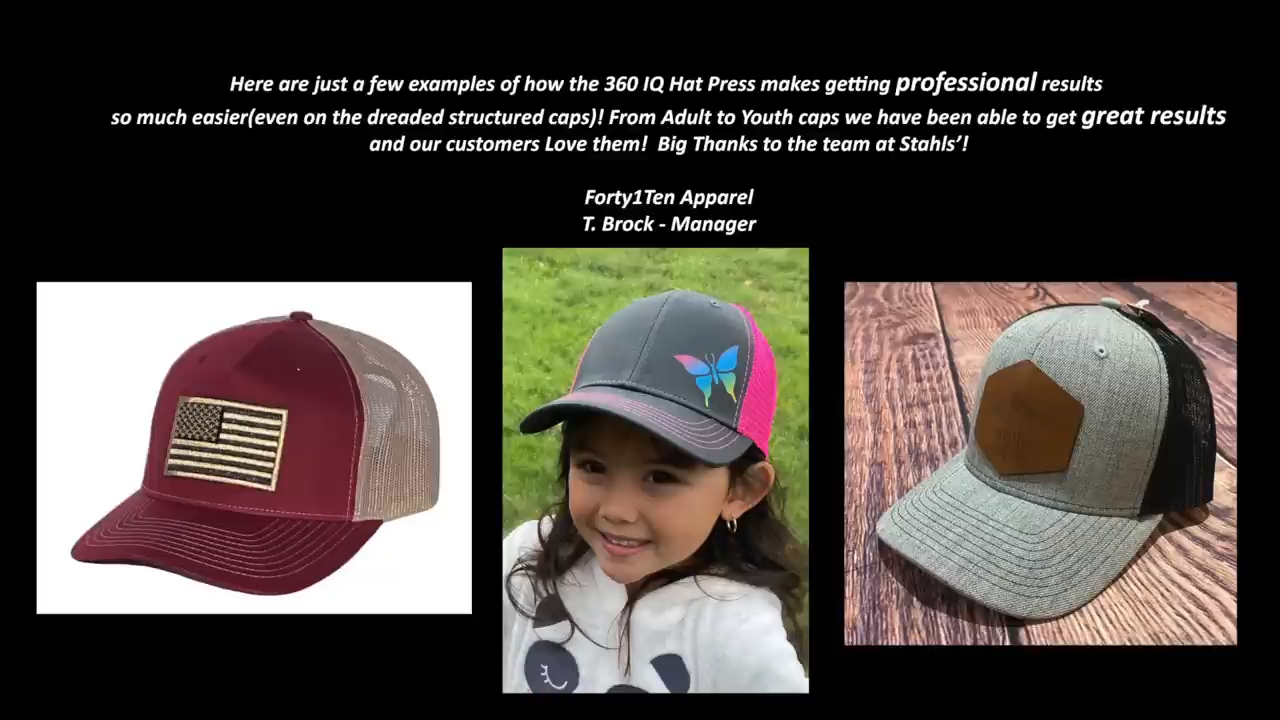 Here are just a few examples of how the 360 IQ Hat Press makes getting professional results
so much easier(even on the dreaded structured caps)! From Adult to Youth caps we have been able to get great results
and our customers Love them!  Big Thanks to the team at Stahls’!
Forty1Ten Apparel
T. Brock - Manager